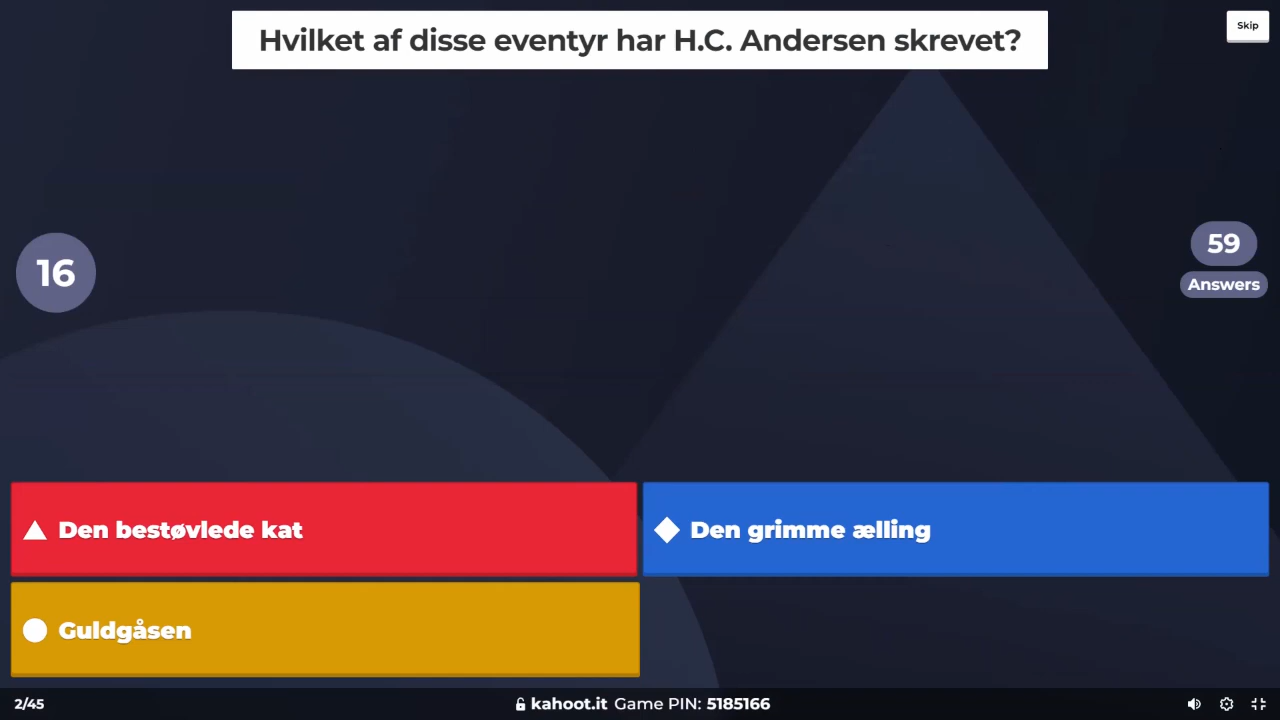 Hvilket af disse eventyr har H.C. Andersen skrevet?
Skip
16
59
Answers
Den bestøvlede kat
Den grimme ælling
Guldgåsen
2/45
kahoot.it Game PIN: 5185166